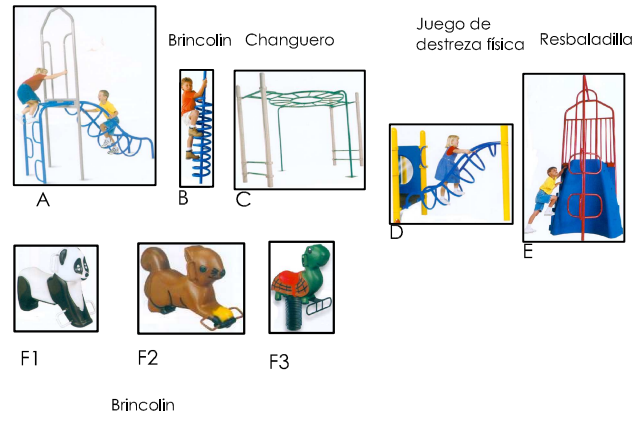 Brincolin
Changuero
Juego de
destreza física
Resbaladilla
A
B
C
D
E
F1
F2
F3
Brincolin